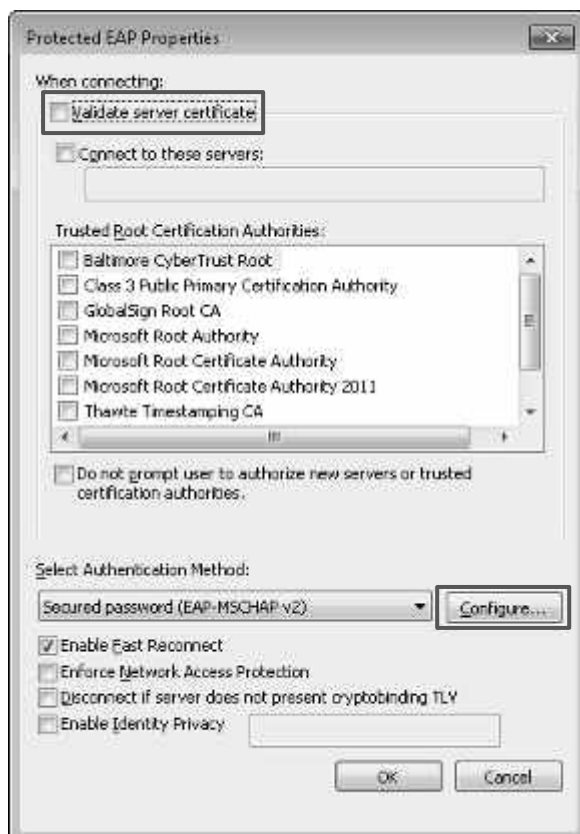 Protected EAP Properties
When connecting:
Validate server certificate
Connect to these servers:
Trusted Root Certification Authorities:
Baltimore CyberTrust Root
Class 3 Public Primary Certification Authority
GlobalSign Root CA
Microsoft Root Authority
Microsoft Root Certificate Authority
Microsoft Root Certificate Authority 2011
Thawte Timestamping CA
Do not prompt user to authorize new servers or trusted
certification authorities.
Select Authentication Method:
Secured password (EAP-MSCHAP v2) Configure...
Enable Fast Reconnect
Enforce Network Access Protection
Disconnect if server does not present cryptobinding TLV
Enable Identity Privacy
OK Cancel